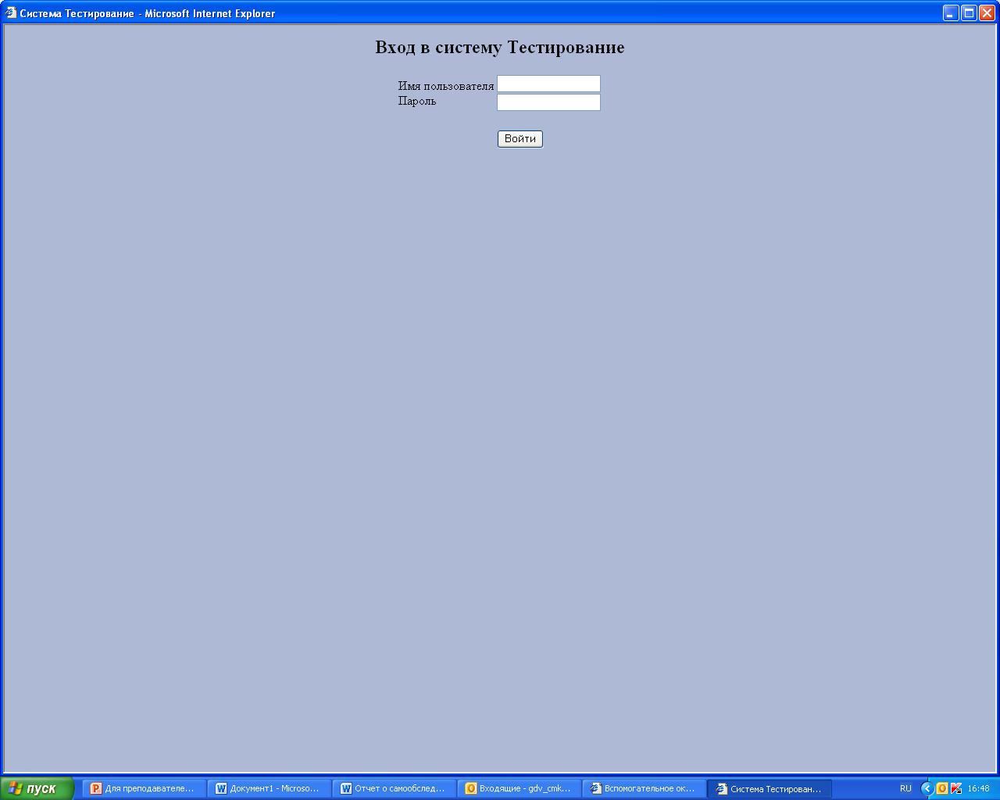 Система Тестирование - Microsoft Internet Explorer
Вход в систему Тестирование
Имя пользователя
Пароль
Войти
пуск
Для преподавателе...
Документ1 - Microso...
Отчет о самообслед...
Входящие - gdv_cmk...
Вспомогательное ок...
Система Тестирован...
RU
16:48